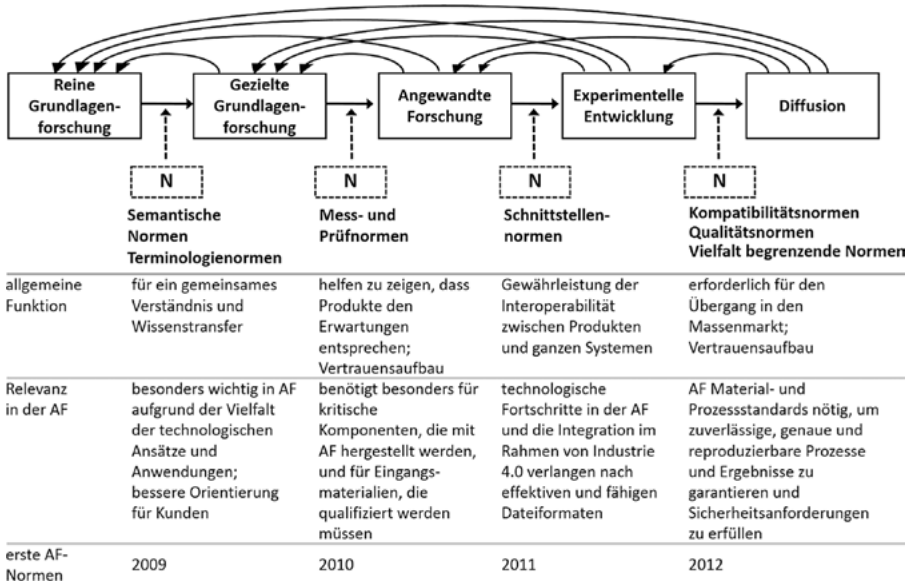 Reine
Grundlagen-
forschung
Gezielte
Grundlagen-
forschung
Angewandte
Forschung
Experimentelle
Entwicklung
Diffusion
N
N
N
N
Semantische
Normen
Terminologienormen
Mess- und
Prüfnormen
Schnittstellen-
normen
Kompatibilitätsnormen
Qualitätsnormen
Vielfalt begrenzende Normen
allgemeine
Funktion
für ein gemeinsames
Verständnis und
Wissenstransfer
helfen zu zeigen, dass
Produkte den
Erwartungen
entsprechen;
Vertrauensaufbau
Gewährleistung der
Interoperabilität
zwischen Produkten
und ganzen Systemen
erforderlich für den
Übergang in den
Massenmarkt;
Vertrauensaufbau
Relevanz
in der AF
besonders wichtig in AF
aufgrund der Vielfalt
der technologischen
Ansätze und
Anwendungen;
bessere Orientierung
für Kunden
benötigt besonders für
kritische
Komponenten, die mit
AF hergestellt werden,
und für Eingangs-
materialien, die
qualifiziert werden
müssen
technologische
Fortschritte in der AF
und die Integration im
Rahmen von Industrie
4.0 verlangen nach
effektiven und fähigen
Dateiformaten
AF Material- und
Prozessstandards nötig, um
zuverlässige, genaue und
reproduzierbare Prozesse
und Ergebnisse zu
garantieren und
Sicherheitsanforderungen
zu erfüllen
erste AF-
Normen
2009
2010
2011
2012